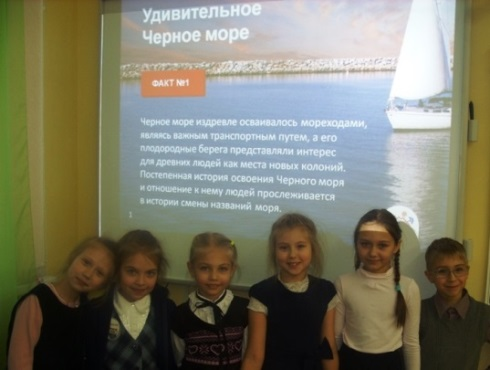 Удивительное
Черное море
ФАКТ №1
Черное море издревле осваивалось мореходами,
являясь важным транспортным путем, а его
плодородные берега представляли интерес
для древних людей как места новых колоний.
Постепенная история освоения Черного моря
и отношение к нему людей прослеживается
в истории смены названий моря.
1